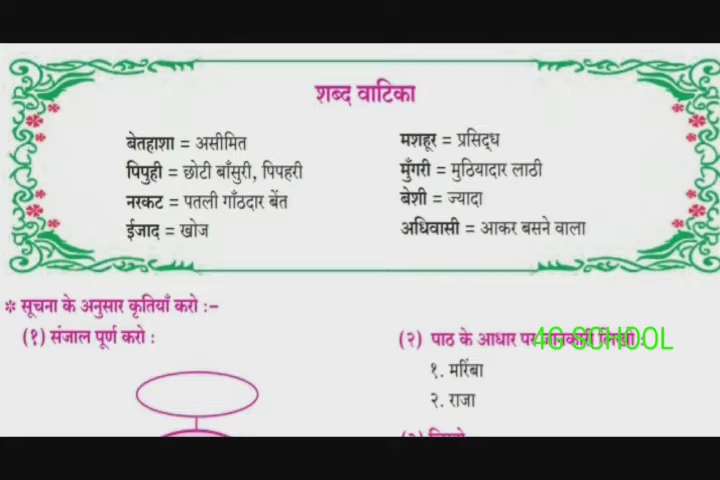 शब्द वाटिका
बेतहाशा = असीमित
पिपुही = छोटी बाँसुरी, पिपहरी
नरकट = पतली गाँठदार बेंत
ईजाद = खोज
मशहूर = प्रसिद्ध
मुँगरी = मुठियादार लाठी
बेशी = ज्यादा
अधिवासी = आकर बसने वाला
* सूचना के अनुसार कृतियाँ करो :-
(१) संजाल पूर्ण करो :
(२) पाठ के आधार पर जानकारी लिखो :
4G SCHOOL
१. मरिंबा
२. राजा